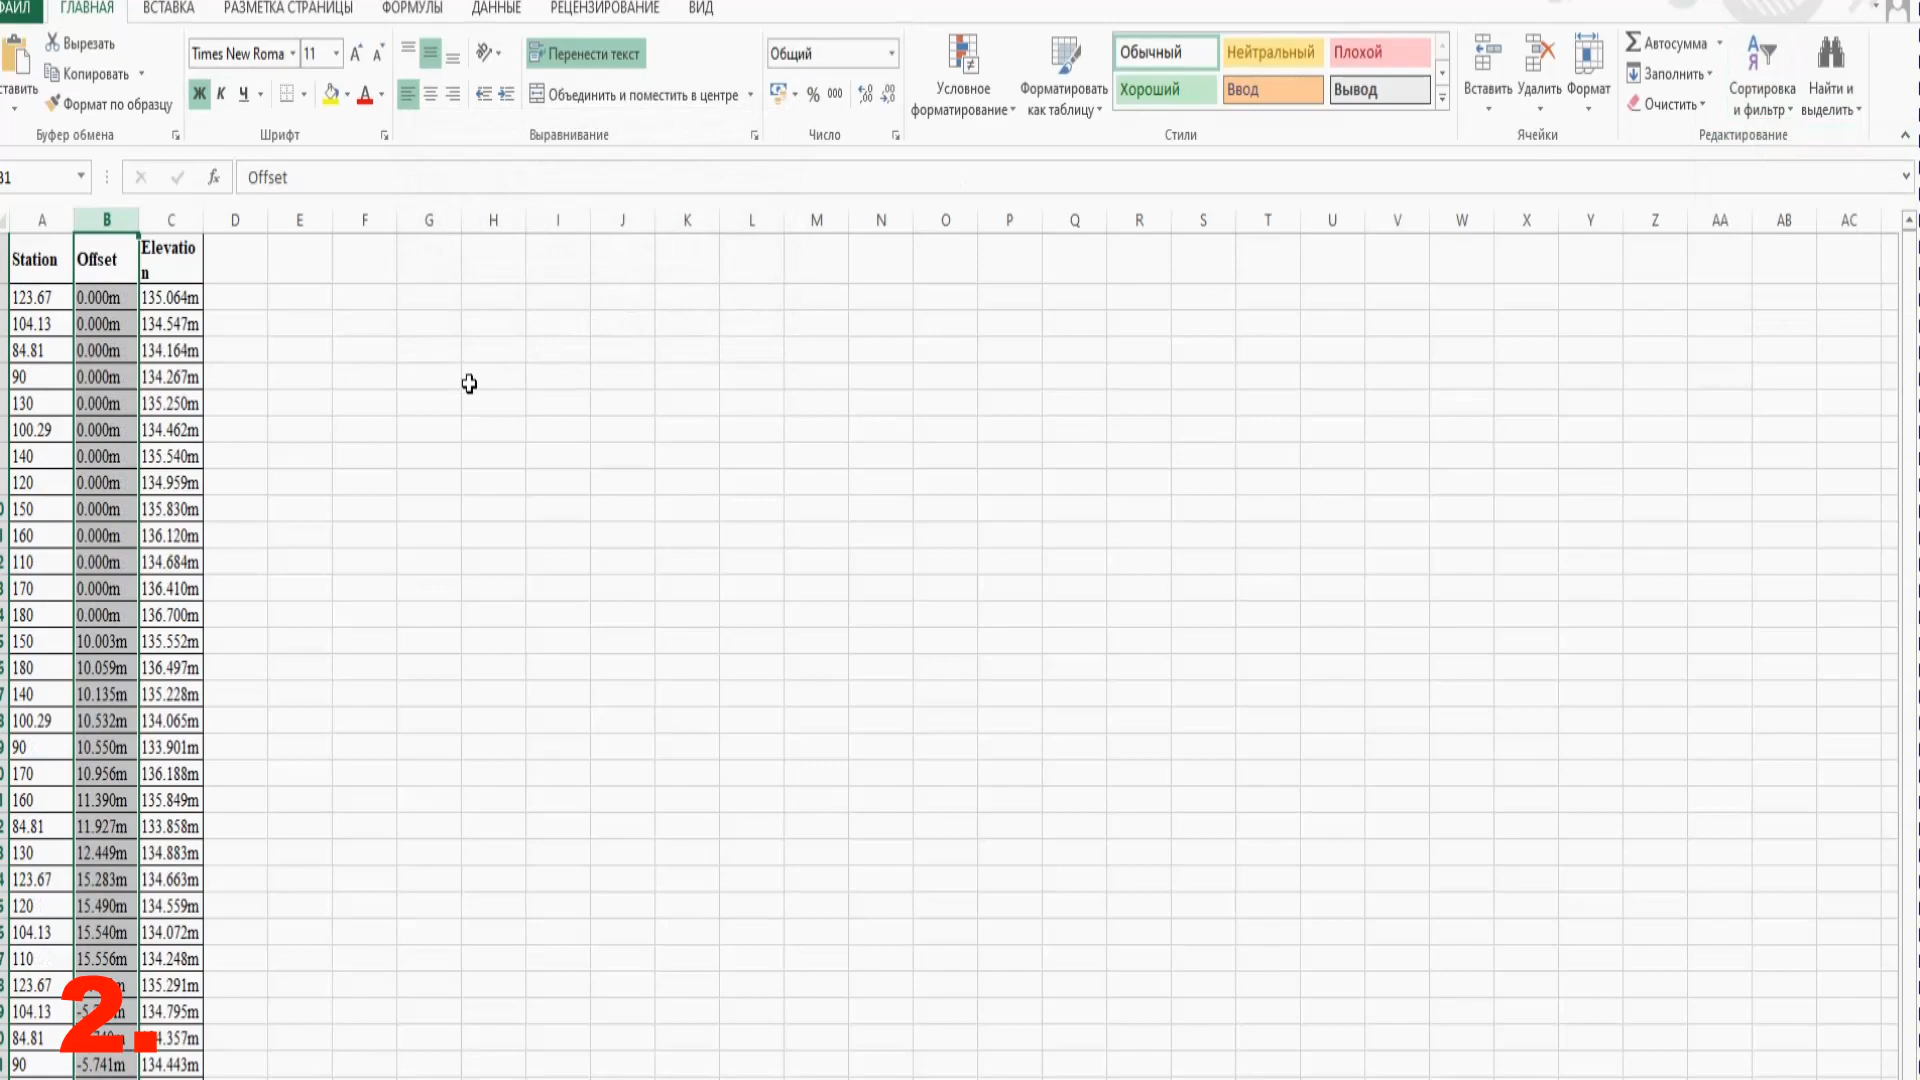 ФАЙЛ ГЛАВНАЯ ВСТАВКА РАЗМЕТКА СТРАНИЦЫ ФОРМУЛЫ ДАННЫЕ РЕЦЕНЗИРОВАНИЕ ВИД
Вырезать
Копировать
Формат по образцу
Буфер обмена
Times New Roma 11
Ж К Ч
Шрифт
Перенести текст
Объединить и поместить в центре
Выравнивание
Общий
% 000
Число
Условное форматирование
Форматировать как таблицу
Обычный Нейтральный Плохой
Хороший Ввод Вывод
Стили
Вставить Удалить Формат
Ячейки
Автосумма
Заполнить
Очистить
Сортировка и фильтр
Найти и выделить
Редактирование
Offset
A B C D E F G H I J K L M N O P Q R S T U V W X Y Z AA AB AC
Station Offset Elevatio
n
123.67 0.000m 135.064m
104.13 0.000m 134.547m
84.81 0.000m 134.164m
90 0.000m 134.267m
130 0.000m 135.250m
100.29 0.000m 134.462m
140 0.000m 135.540m
120 0.000m 134.959m
150 0.000m 135.830m
160 0.000m 136.120m
110 0.000m 134.684m
170 0.000m 136.410m
180 0.000m 136.700m
150 10.003m 135.552m
180 10.059m 136.497m
140 10.135m 135.228m
100.29 10.532m 134.065m
90 10.550m 133.901m
170 10.956m 136.188m
160 11.390m 135.849m
84.81 11.927m 133.858m
130 12.449m 134.883m
123.67 15.283m 134.663m
120 15.490m 134.559m
104.13 15.540m 134.072m
110 15.556m 134.248m
123.67 135.291m
104.13 134.795m
84.81
90 -5.741m 134.443m
2.